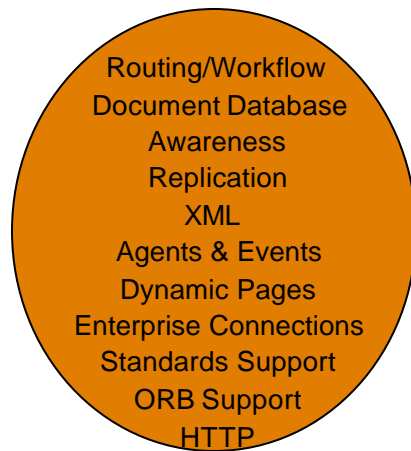 Routing/Workflow
Document Database
Awareness
Replication
XML
Agents & Events
Dynamic Pages
Enterprise Connections
Standards Support
ORB Support
HTTP